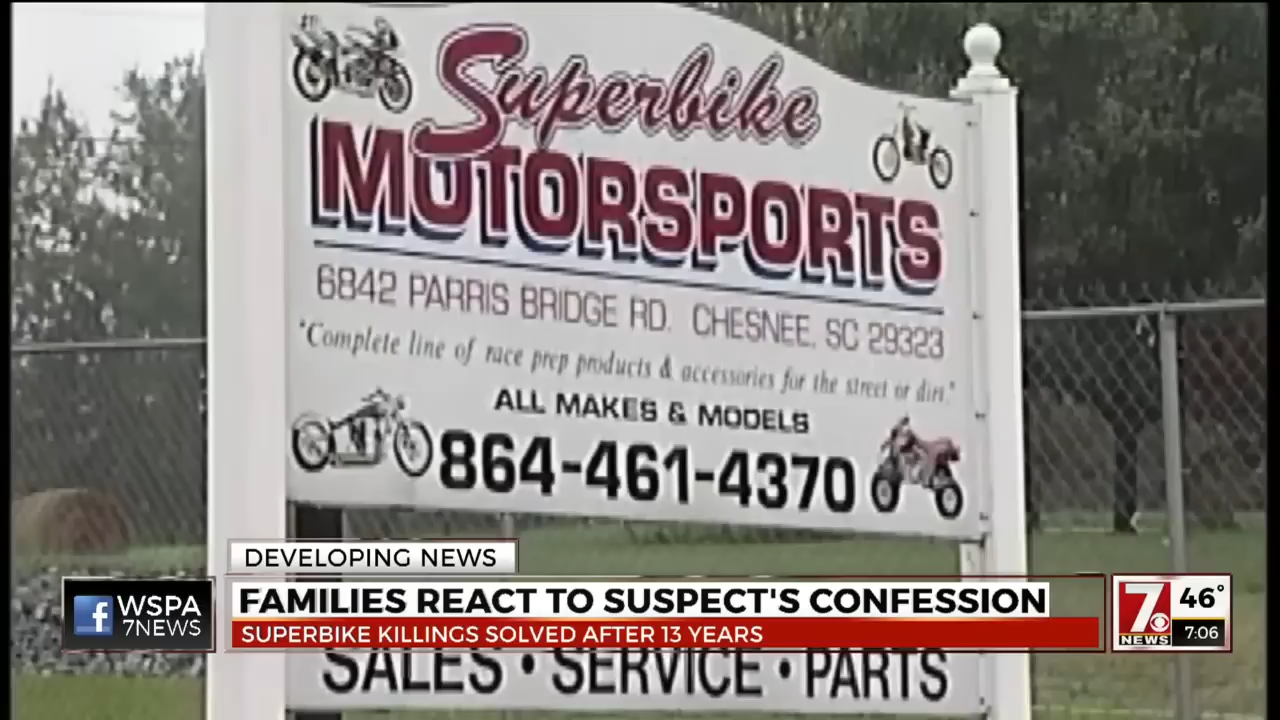 Superbike
MOTORSPORTS
6842 PARRIS BRIDGE RD. CHESNEE, SC 29323
"Complete line of race prep products & accessories for the street or dirt."
ALL MAKES & MODELS
864-461-4370
DEVELOPING NEWS
FAMILIES REACT TO SUSPECT'S CONFESSION
SUPERBIKE KILLINGS SOLVED AFTER 13 YEARS
f WSPA
7NEWS
7
NEWS
46°
7:06
SALES • SERVICE • PARTS